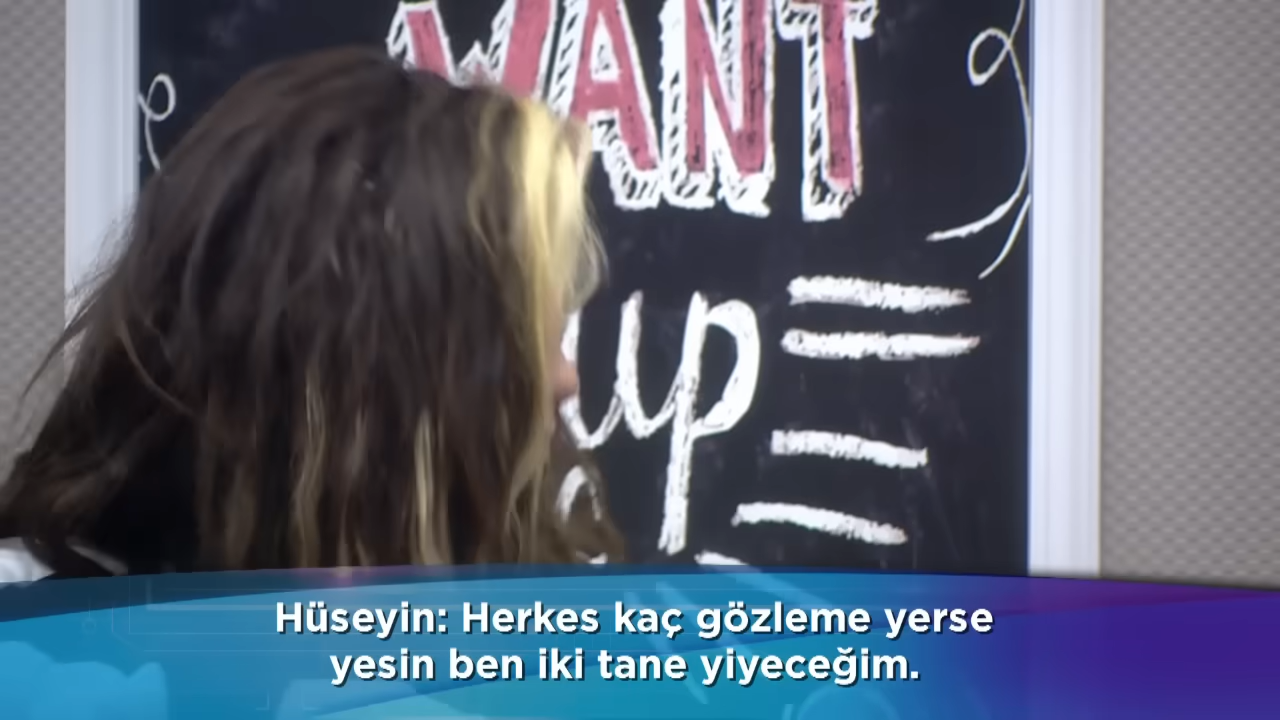 WANT
up
Hüseyin: Herkes kaç gözleme yerse
yesin ben iki tane yiyeceğim.